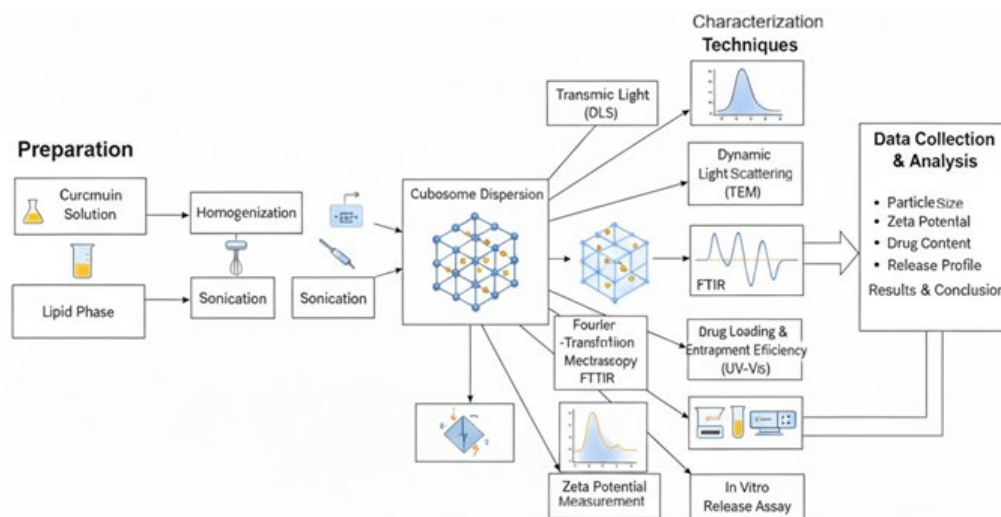 Characterization
Techniques
Transmic Light
(DLS)
Data Collection
& Analysis
Preparation
Dynamic
Light Scattering
(TEM)
Curcmuin
Solution
Homogenization
Cubosome Dispersion
• Particle Size
• Zeta Potental
• Drug Content
• Release Profile
Results & Conclusion
FTIR
Lipid Phase
Sonication
Sonication
Fourler
-Transfrition
Mectrascopy
FTTIR
Drug Loading &
Entrapment Eficiency
(UV-Vis)
Zeta Potential
Measurement
In Vitro
Release Assay